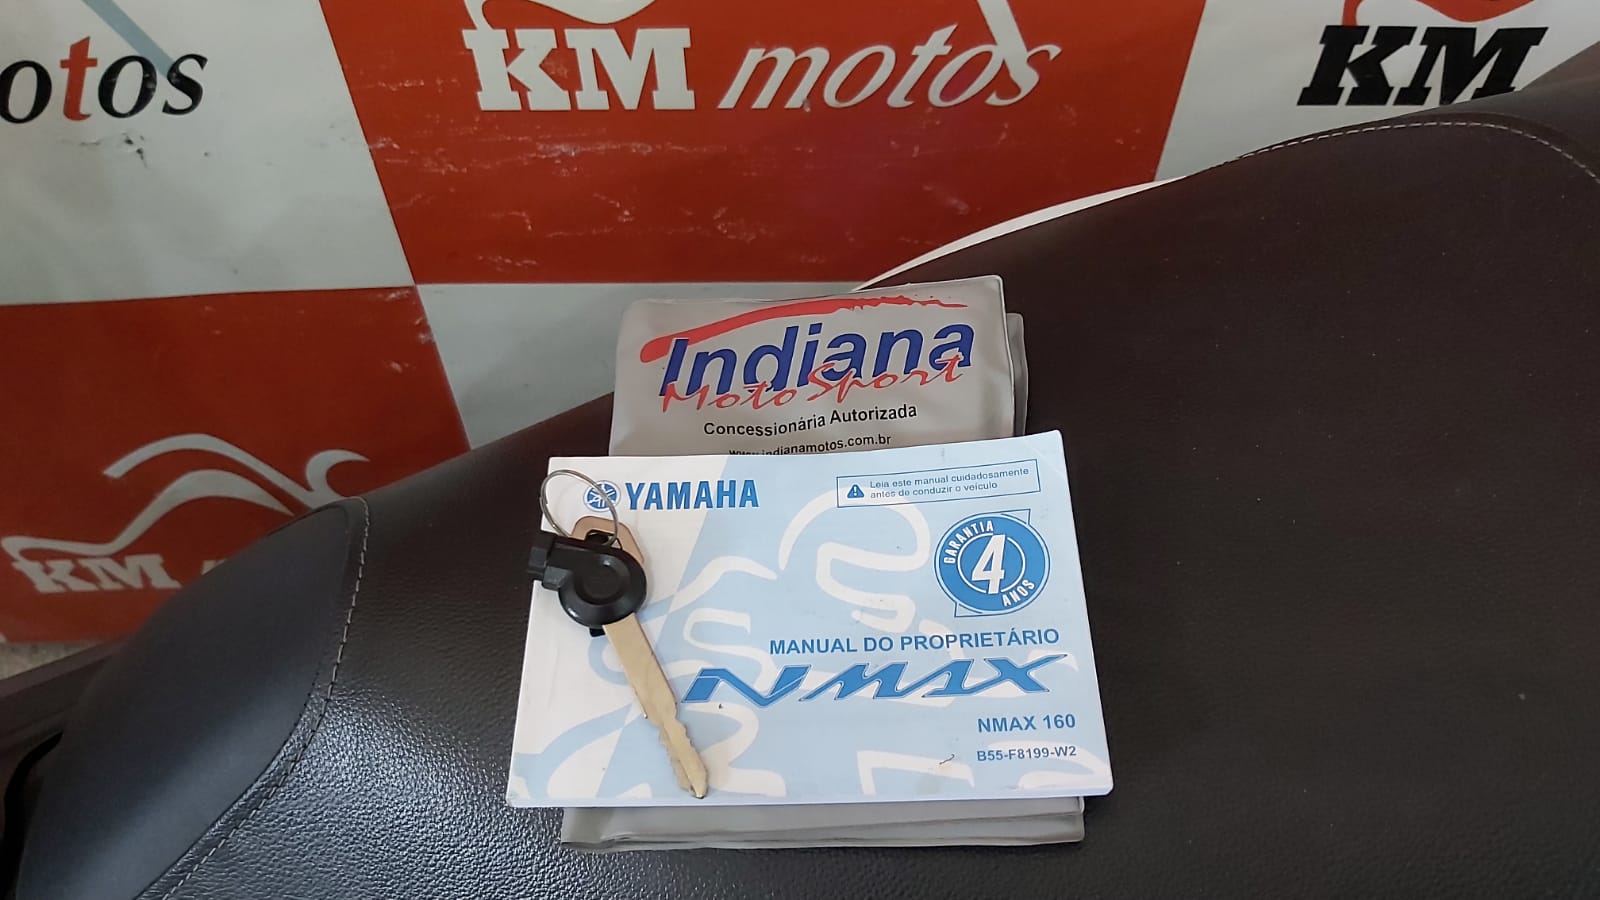 otos
KM motos
KM
KM
Indiana
MotoSport
Concessionária Autorizada
www.indianamotos.com.br
YAMAHA
Leia este manual cuidadosamente
antes de conduzir o veículo
GARANTIA
4
ANOS
MANUAL DO PROPRIETÁRIO
NMAX
NMAX 160
B55-F8199-W2